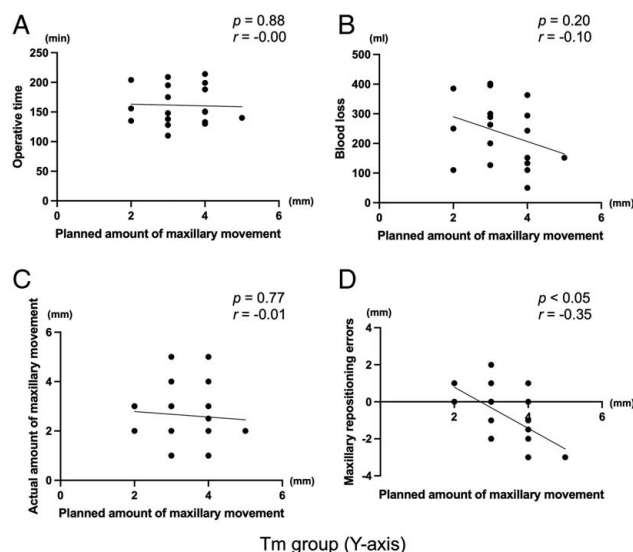 A
(min)
p = 0.88
r = -0.00
250
200
150
100
50
0
Operative time
0
2
4
6
(mm)
Planned amount of maxillary movement
B
(ml)
p = 0.20
r = -0.10
500
400
300
200
100
0
Blood loss
0
2
4
6
(mm)
Planned amount of maxillary movement
C
(mm)
p = 0.77
r = -0.01
6
4
2
0
Actual amount of maxillary movement
0
2
4
6
(mm)
Planned amount of maxillary movement
D
(mm)
p < 0.05
r = -0.35
4
2
0
-2
-4
Maxillary repositioning errors
2
4
6
(mm)
Planned amount of maxillary movement
Tm group (Y-axis)